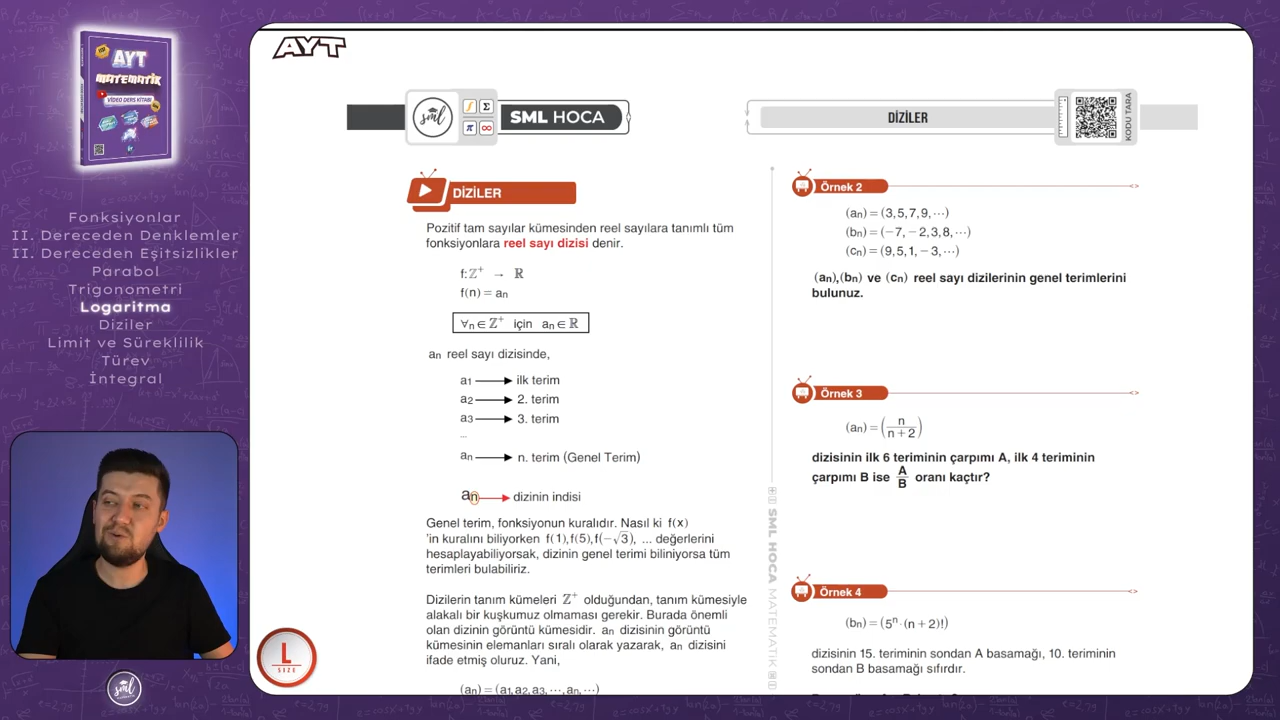 AYT
MATEMATİK
VİDEO DERS KİTABI
Fonksiyonlar
II. Dereceden Denklemler
II. Dereceden Eşitsizlikler
Parabol
Trigonometri
Logaritma
Diziler
Limit ve Süreklilik
Türev
İntegral
sml
AYT
sml
f Σ
π ∞
SML HOCA
DİZİLER
KODU TARA
DİZİLER
Pozitif tam sayılar kümesinden reel sayılara tanımlı tüm
fonksiyonlara reel sayı dizisi denir.
f: ℤ⁺ → ℝ
f(n) = aₙ
∀n ∈ ℤ⁺ için aₙ ∈ ℝ
aₙ reel sayı dizisinde,
a₁ → ilk terim
a₂ → 2. terim
a₃ → 3. terim
...
aₙ → n. terim (Genel Terim)
aₙ → dizinin indisi
Genel terim, fonksiyonun kuralıdır. Nasıl ki f(x)
'in kuralını biliyorken f(1),f(5),f(−√3), ... değerlerini
hesaplayabiliyorsak, dizinin genel terimi biliniyorsa tüm
terimleri bulabiliriz.
Dizilerin tanım kümeleri ℤ⁺ olduğundan, tanım kümesiyle
alakalı bir kuşkumuz olmaması gerekir. Burada önemli
olan dizinin görüntü kümesidir. aₙ dizisinin görüntü
kümesinin elemanları sıralı olarak yazarak, aₙ dizisini
ifade etmiş oluruz. Yani,
(aₙ) = (a₁,a₂,a₃,⋯,aₙ,⋯)
L
SIZE
SML HOCA MATEMATİK
Örnek 2
(aₙ) = (3,5,7,9,⋯)
(bₙ) = (−7,−2,3,8,⋯)
(cₙ) = (9,5,1,−3,⋯)
(aₙ),(bₙ) ve (cₙ) reel sayı dizilerinin genel terimlerini
bulunuz.
Örnek 3
(aₙ) = (n/(n+2))
dizisinin ilk 6 teriminin çarpımı A, ilk 4 teriminin
çarpımı B ise A/B oranı kaçtır?
Örnek 4
(bₙ) = (5ⁿ·(n+2)!)
dizisinin 15. teriminin sondan A basamağı, 10. teriminin
sondan B basamağı sıfırdır.